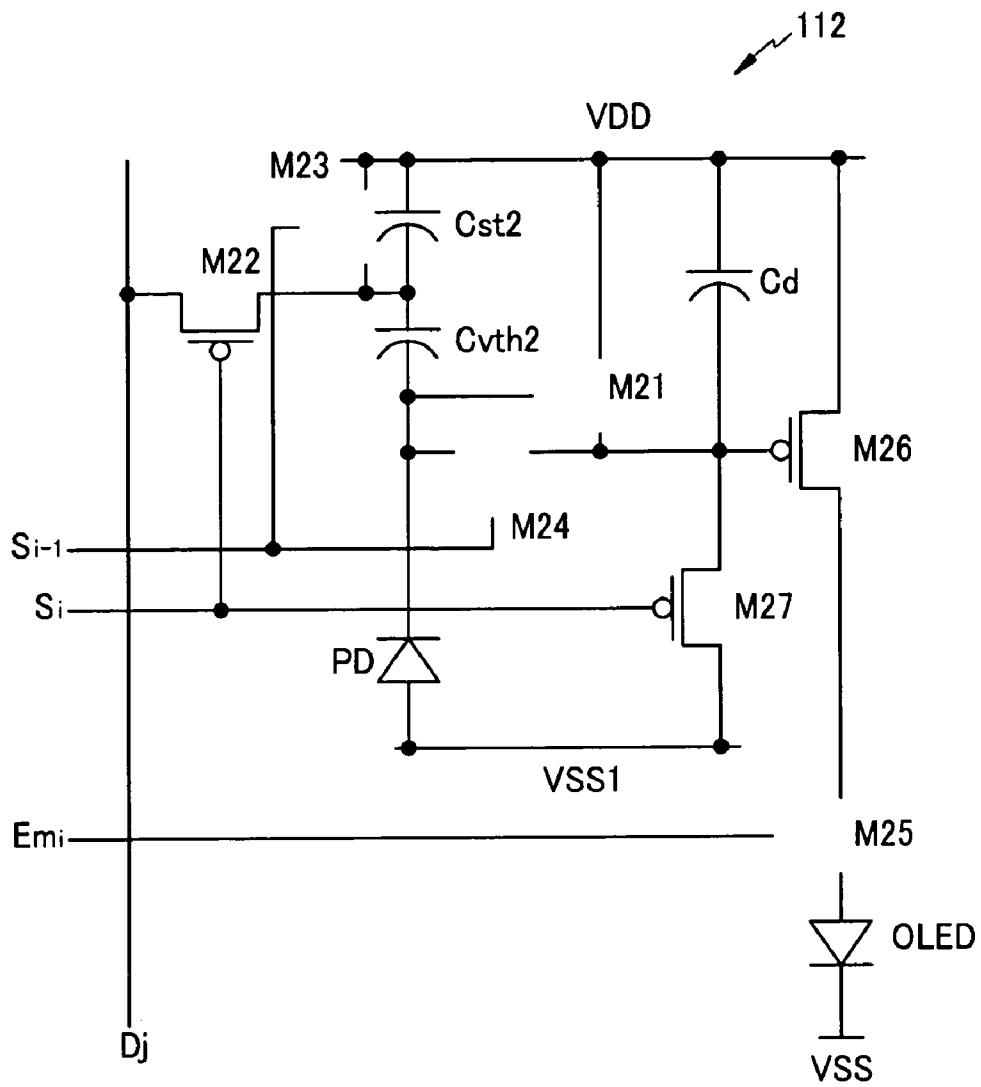 112
VDD
M23
Cst2
M22
Cd
Cvth2
M21
M26
M24
Si-1
Si
M27
PD
VSS1
Emi
M25
OLED
Dj
VSS